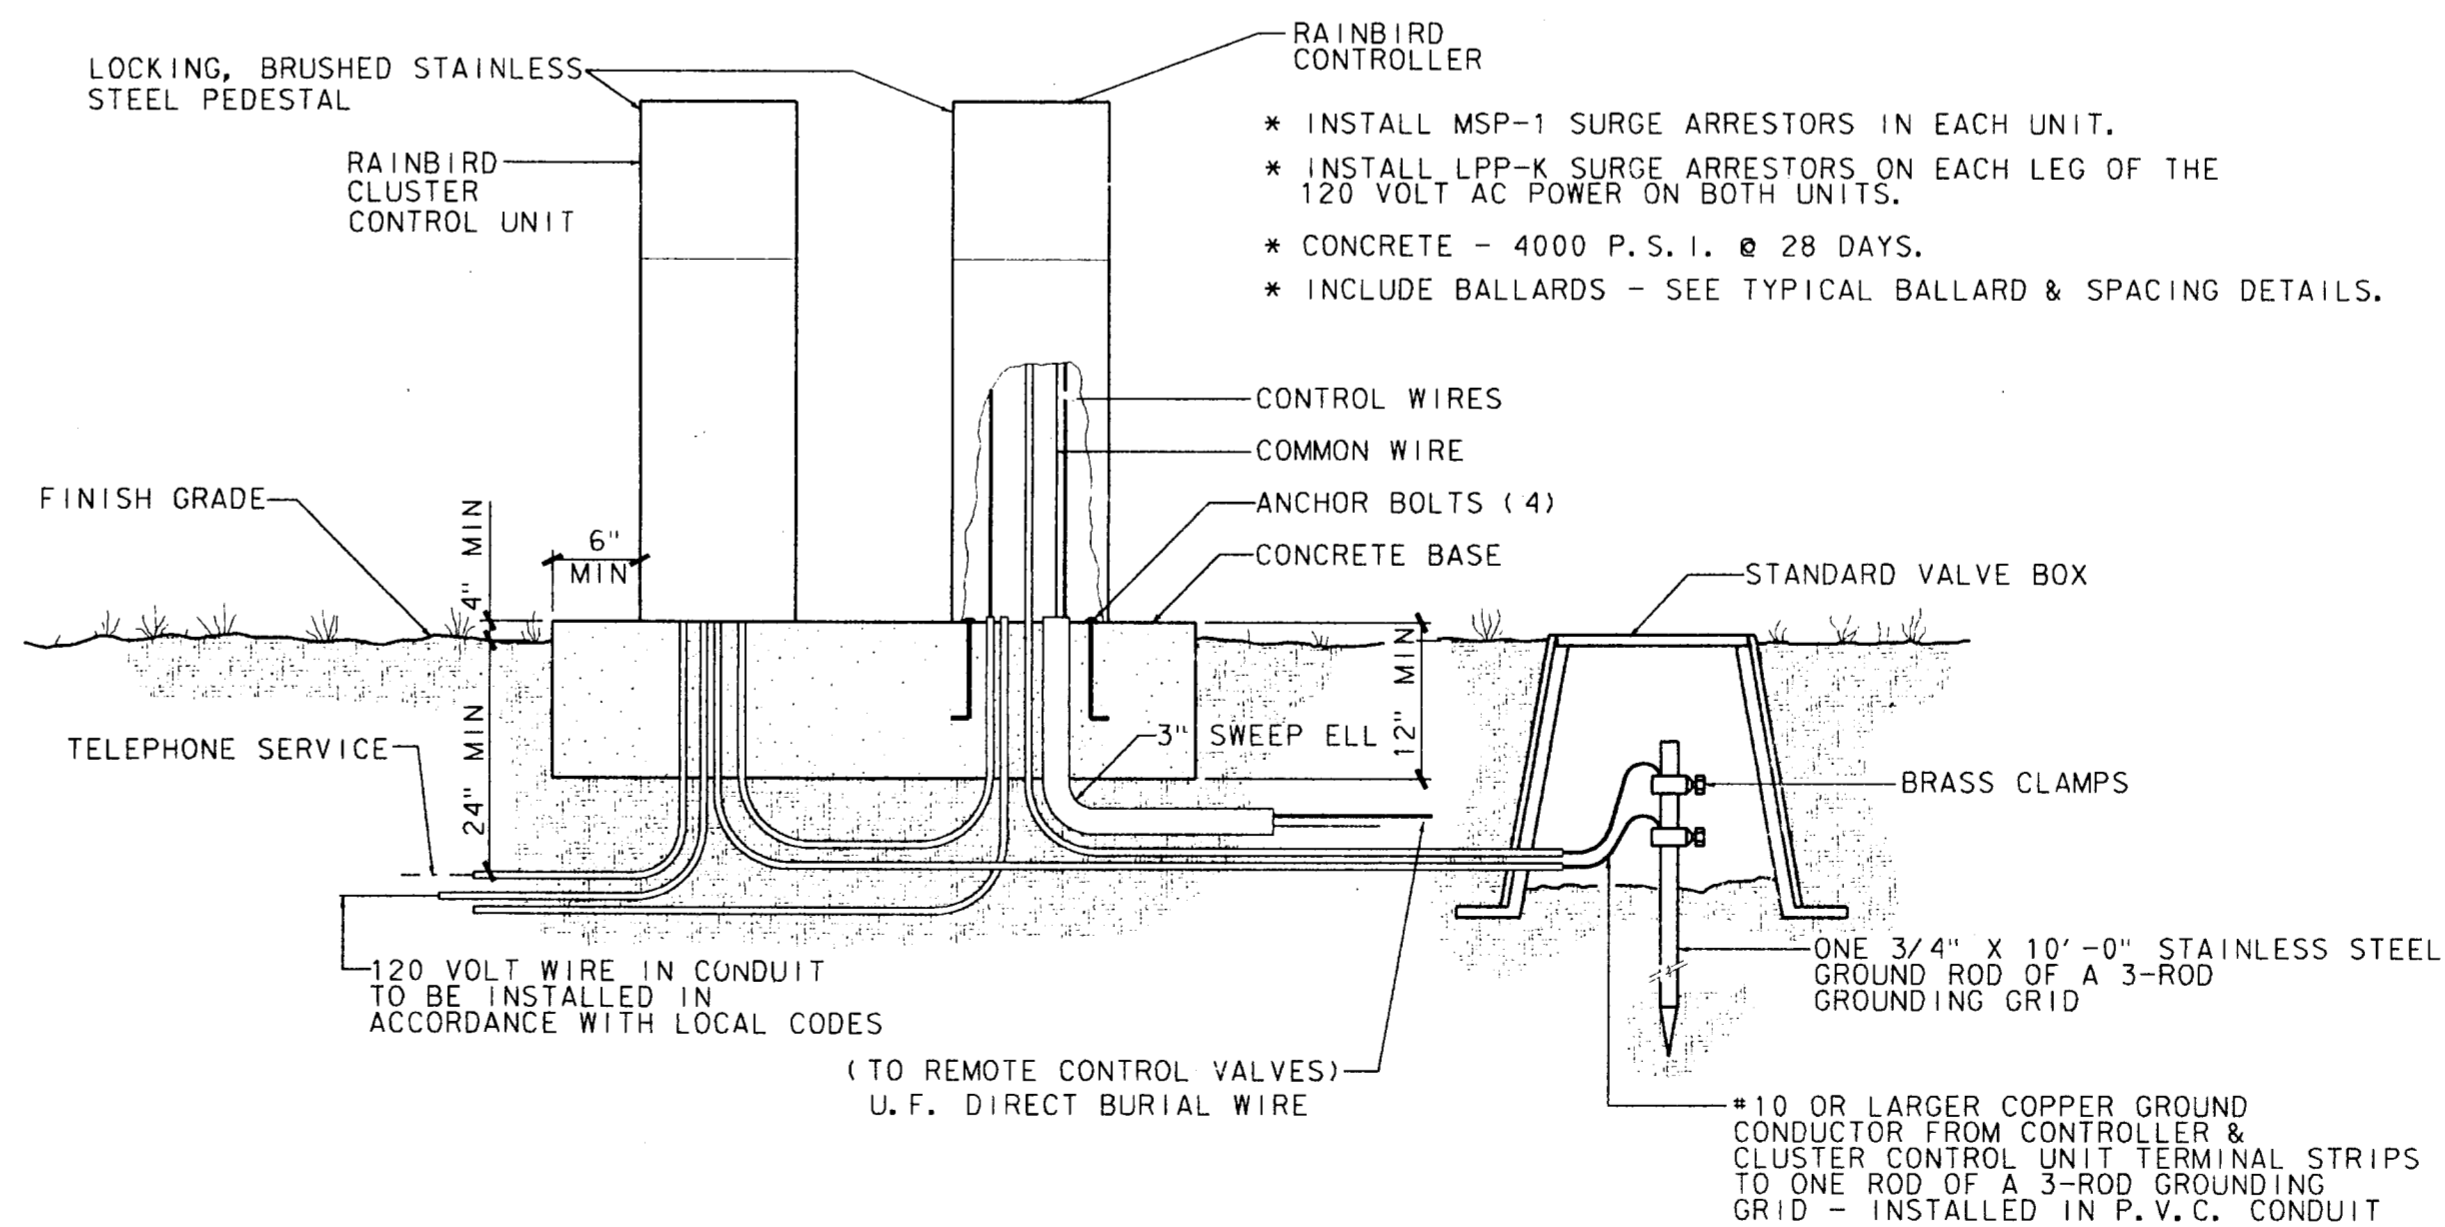 LOCKING, BRUSHED STAINLESS
STEEL PEDESTAL
RAINBIRD
CONTROLLER
RAINBIRD
CLUSTER
CONTROL UNIT
* INSTALL MSP-1 SURGE ARRESTORS IN EACH UNIT.
* INSTALL LPP-K SURGE ARRESTORS ON EACH LEG OF THE
120 VOLT AC POWER ON BOTH UNITS.
* CONCRETE - 4000 P.S.I. @ 28 DAYS.
* INCLUDE BALLARDS - SEE TYPICAL BALLARD & SPACING DETAILS.
CONTROL WIRES
COMMON WIRE
ANCHOR BOLTS (4)
CONCRETE BASE
FINISH GRADE
4" MIN
6"
MIN
STANDARD VALVE BOX
12" MIN
3" SWEEP ELL
TELEPHONE SERVICE
24" MIN
BRASS CLAMPS
120 VOLT WIRE IN CONDUIT
TO BE INSTALLED IN
ACCORDANCE WITH LOCAL CODES
ONE 3/4" X 10'-0" STAINLESS STEEL
GROUND ROD OF A 3-ROD
GROUNDING GRID
(TO REMOTE CONTROL VALVES)
U.F. DIRECT BURIAL WIRE
#10 OR LARGER COPPER GROUND
CONDUCTOR FROM CONTROLLER &
CLUSTER CONTROL UNIT TERMINAL STRIPS
TO ONE ROD OF A 3-ROD GROUNDING
GRID - INSTALLED IN P.V.C. CONDUIT